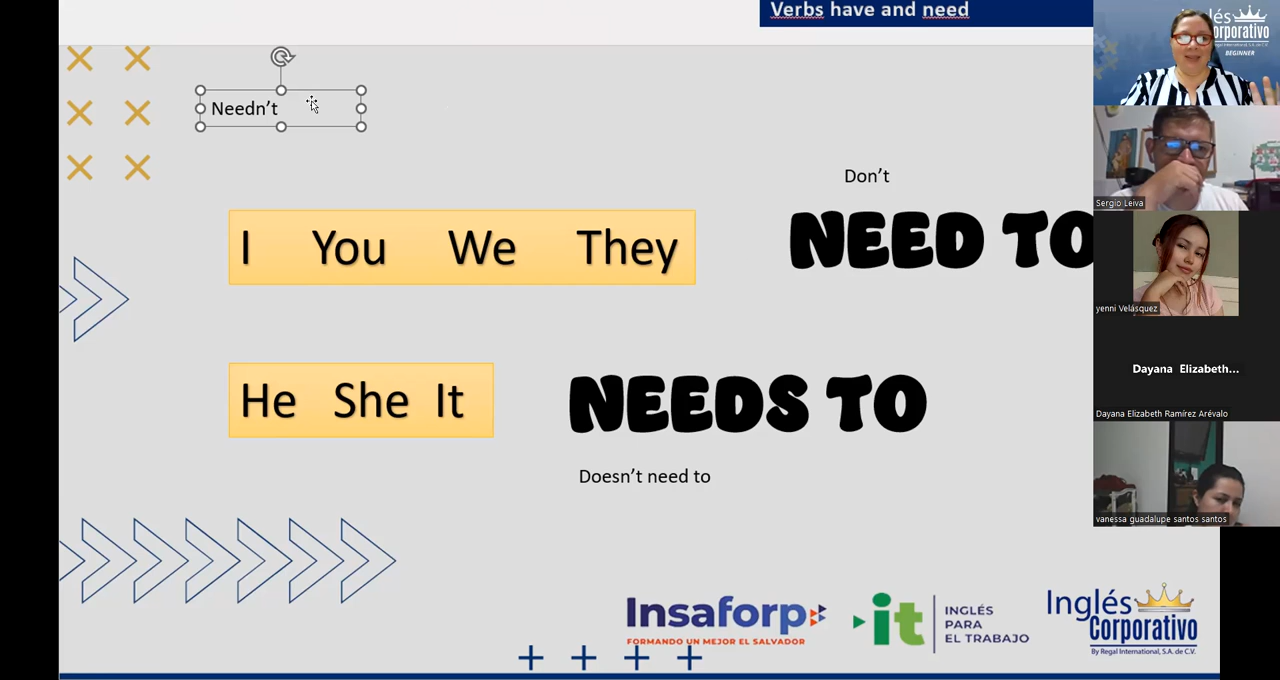 Verbs have and need
Needn't
Don't
I You We They
NEED TO
He She It
NEEDS TO
Doesn't need to
Insaforp
FORMANDO UN MEJOR EL SALVADOR
it
INGLÉS
PARA
EL TRABAJO
Inglés
Corporativo
By Regal International, S.A. de C.V.
BEGINNER
Sergio Leiva
yenni Velásquez
Dayana Elizabeth...
Dayana Elizabeth Ramírez Arévalo
vanessa guadalupe santos santos